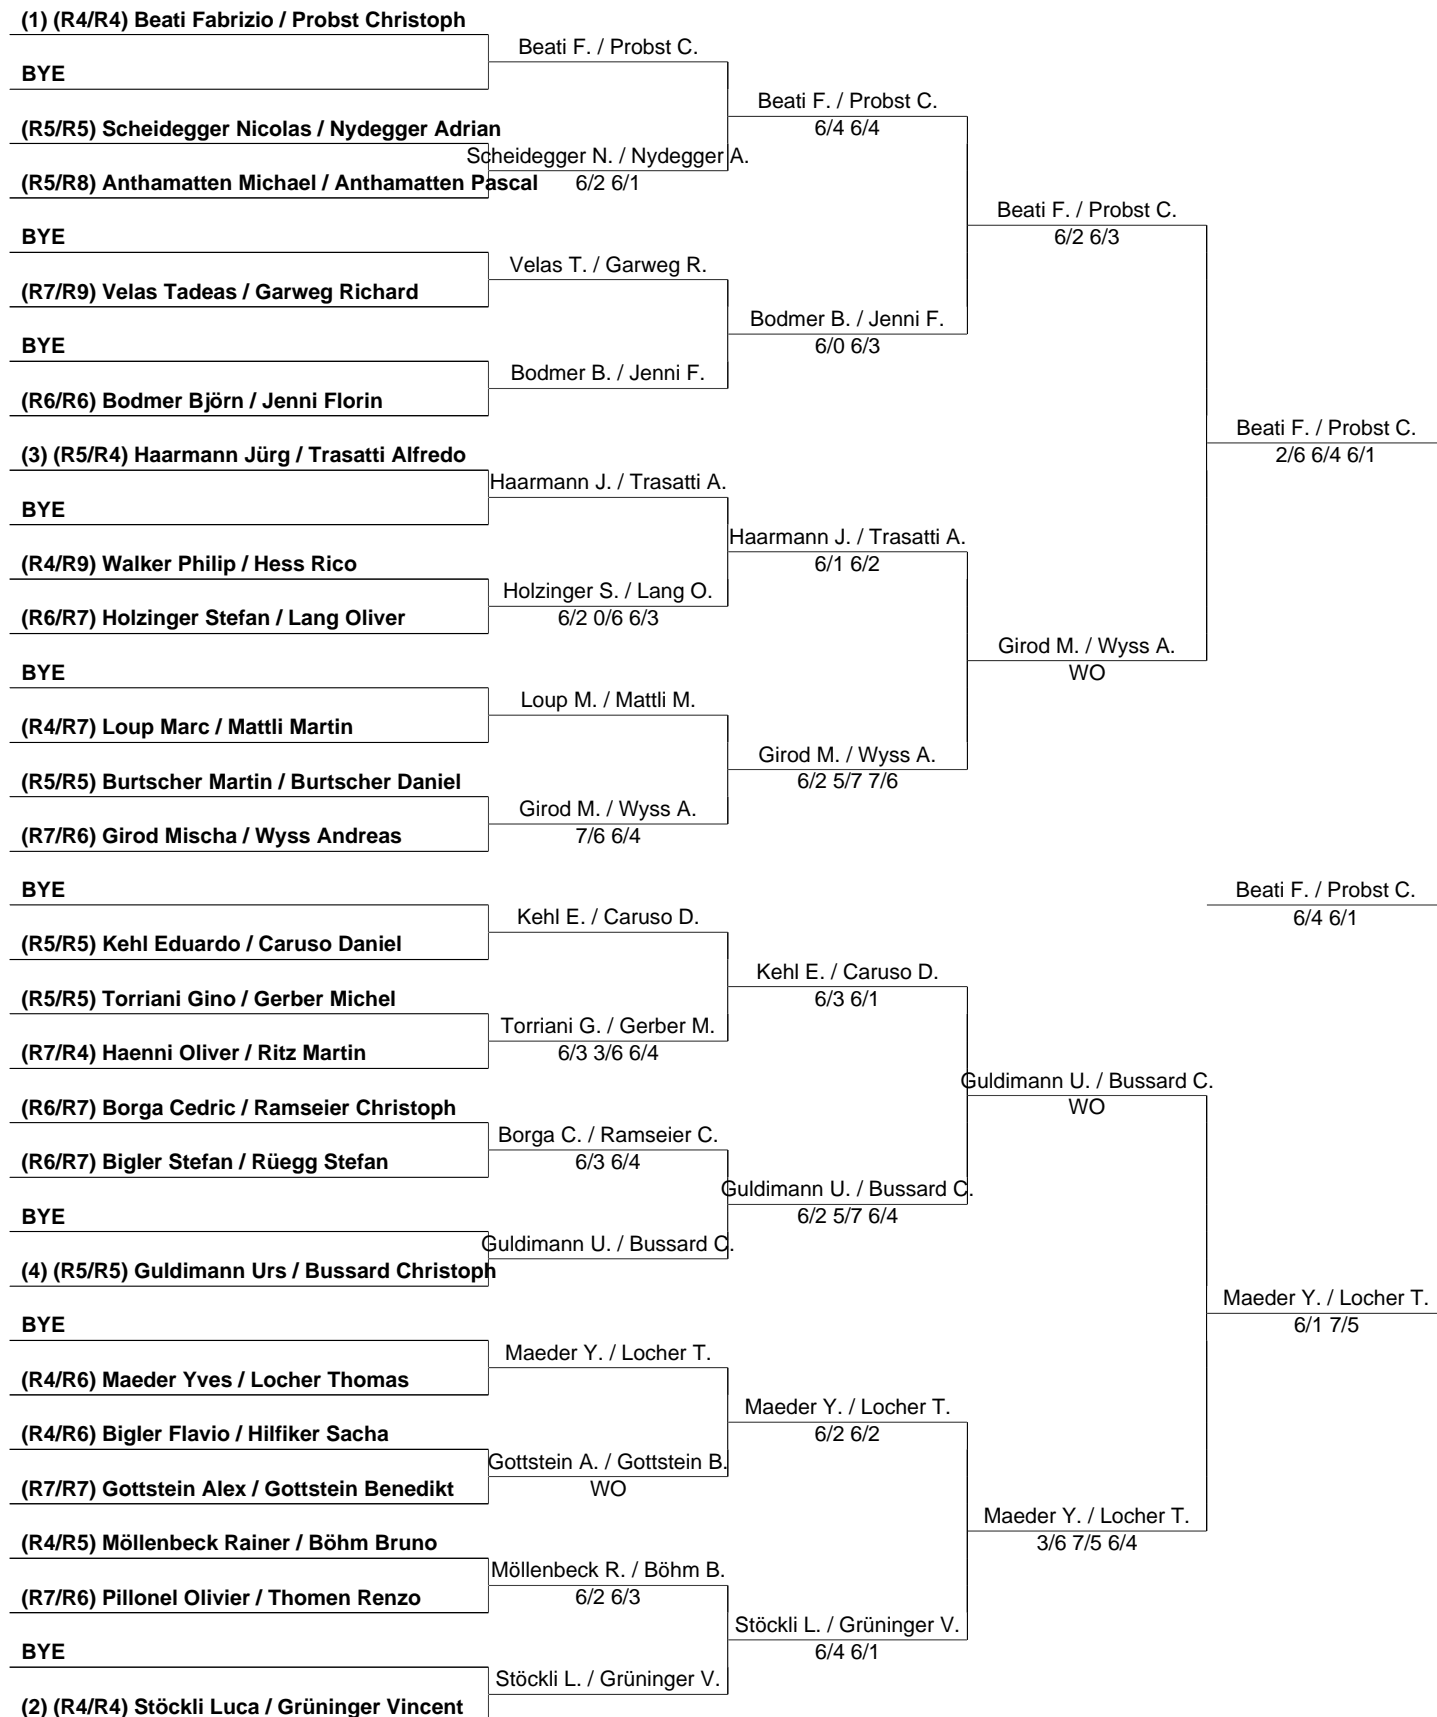 (1) (R4/R4) Beati Fabrizio / Probst Christoph
Beati F. / Probst C.
BYE
Beati F. / Probst C.
6/4 6/4
(R5/R5) Scheidegger Nicolas / Nydegger Adrian
Scheidegger N. / Nydegger A.
6/2 6/1
(R5/R8) Anthamatten Michael / Anthamatten Pascal
Beati F. / Probst C.
6/2 6/3
BYE
Velas T. / Garweg R.
(R7/R9) Velas Tadeas / Garweg Richard
Bodmer B. / Jenni F.
6/0 6/3
BYE
Bodmer B. / Jenni F.
(R6/R6) Bodmer Björn / Jenni Florin
Beati F. / Probst C.
2/6 6/4 6/1
(3) (R5/R4) Haarmann Jürg / Trasatti Alfredo
Haarmann J. / Trasatti A.
BYE
Haarmann J. / Trasatti A.
6/1 6/2
(R4/R9) Walker Philip / Hess Rico
Holzinger S. / Lang O.
6/2 0/6 6/3
(R6/R7) Holzinger Stefan / Lang Oliver
Girod M. / Wyss A.
WO
BYE
Loup M. / Mattli M.
(R4/R7) Loup Marc / Mattli Martin
Girod M. / Wyss A.
6/2 5/7 7/6
(R5/R5) Burtscher Martin / Burtscher Daniel
Girod M. / Wyss A.
7/6 6/4
(R7/R6) Girod Mischa / Wyss Andreas
Beati F. / Probst C.
6/4 6/1
BYE
Kehl E. / Caruso D.
(R5/R5) Kehl Eduardo / Caruso Daniel
Kehl E. / Caruso D.
6/3 6/1
(R5/R5) Torriani Gino / Gerber Michel
Torriani G. / Gerber M.
6/3 3/6 6/4
(R7/R4) Haenni Oliver / Ritz Martin
Guldimann U. / Bussard C.
WO
(R6/R7) Borga Cedric / Ramseier Christoph
Borga C. / Ramseier C.
6/3 6/4
(R6/R7) Bigler Stefan / Rüegg Stefan
Guldimann U. / Bussard C.
6/2 5/7 6/4
BYE
Guldimann U. / Bussard C.
(4) (R5/R5) Guldimann Urs / Bussard Christoph
Maeder Y. / Locher T.
6/1 7/5
BYE
Maeder Y. / Locher T.
(R4/R6) Maeder Yves / Locher Thomas
Maeder Y. / Locher T.
6/2 6/2
(R4/R6) Bigler Flavio / Hilfiker Sacha
Gottstein A. / Gottstein B.
WO
(R7/R7) Gottstein Alex / Gottstein Benedikt
Maeder Y. / Locher T.
3/6 7/5 6/4
(R4/R5) Möllenbeck Rainer / Böhm Bruno
Möllenbeck R. / Böhm B.
6/2 6/3
(R7/R6) Pillonel Olivier / Thomen Renzo
Stöckli L. / Grüninger V.
6/4 6/1
BYE
Stöckli L. / Grüninger V.
(2) (R4/R4) Stöckli Luca / Grüninger Vincent